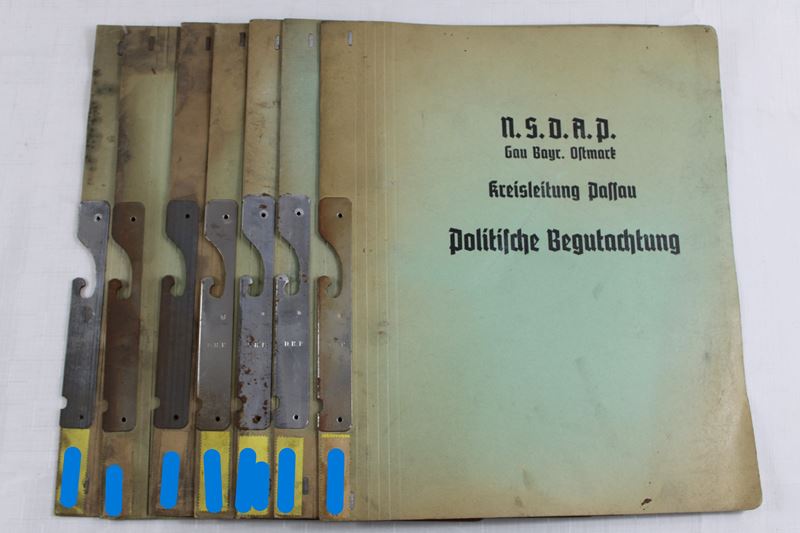 N.S.D.A.P.
Gau Bayr. Ostmark
Kreisleitung Passau
Politische Begutachtung